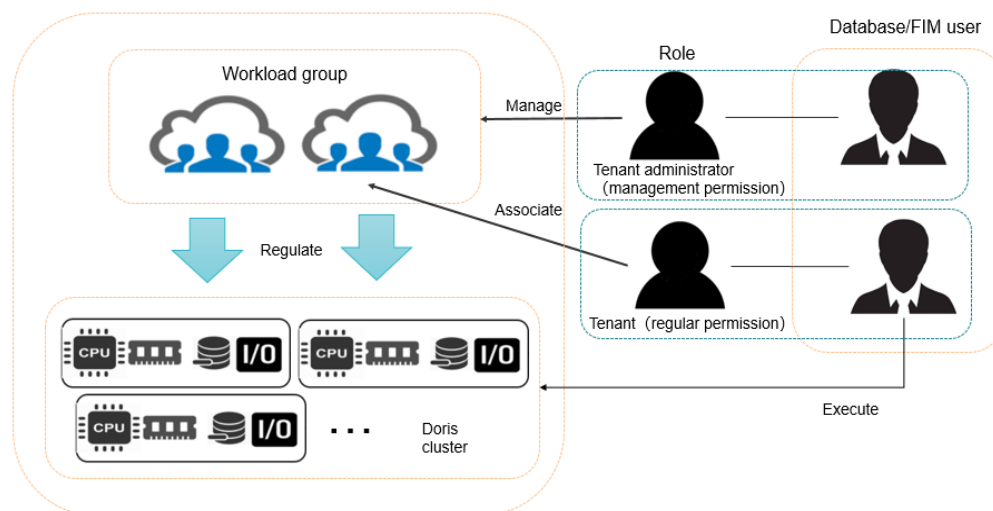 Database/FIM user
Role
Workload group
Manage
Tenant administrator
（management permission）
Associate
Regulate
Tenant（regular permission）
CPU
I/O
CPU
I/O
Execute
CPU
I/O
...
Doris
cluster